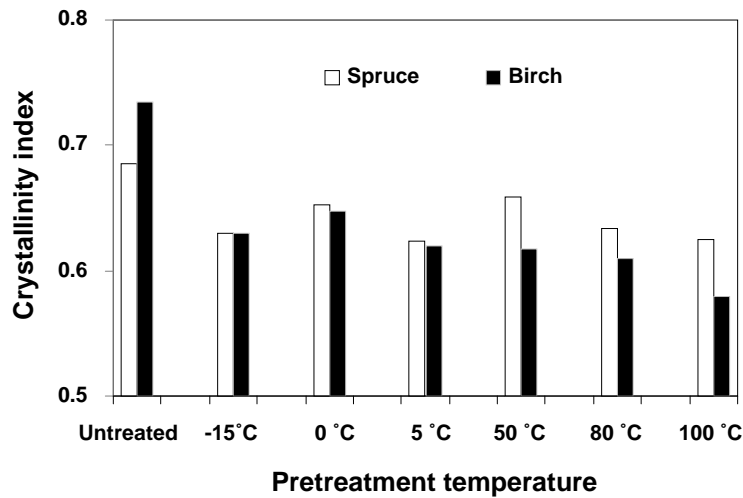 0.8
Spruce Birch
0.7
Crystallinity index
0.6
0.5
Untreated -15˚C 0 ˚C 5 ˚C 50 ˚C 80 ˚C 100 ˚C
Pretreatment temperature